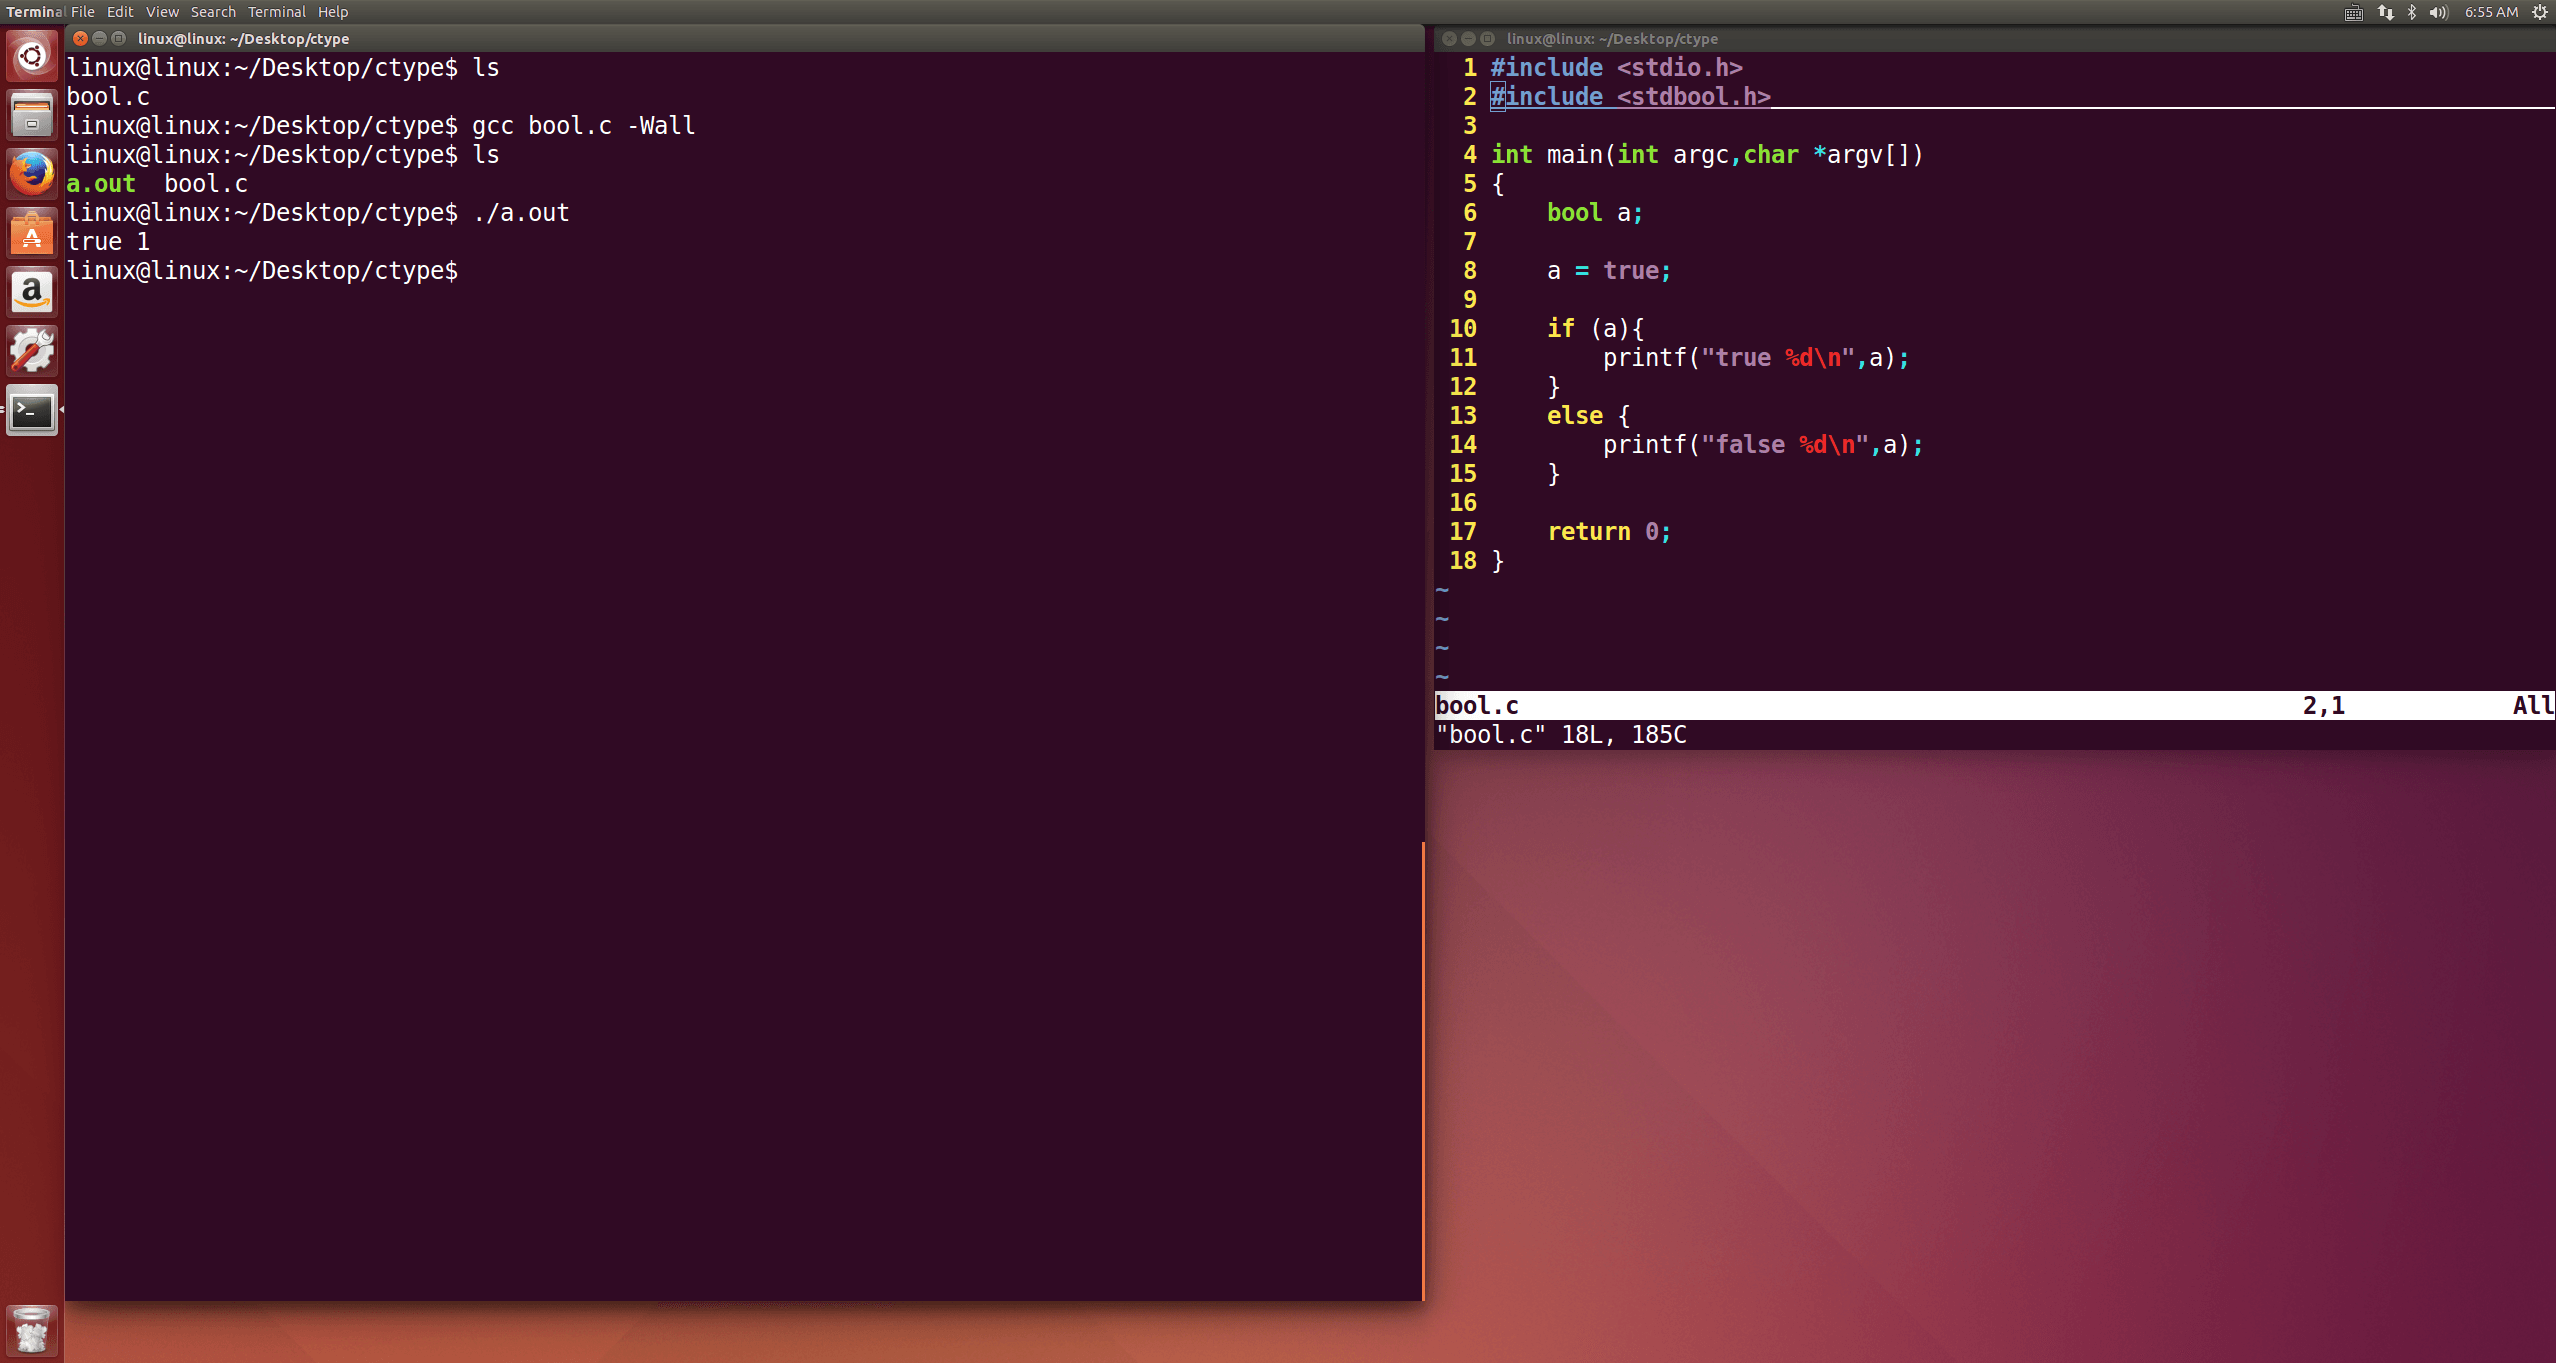 Terminal File Edit View Search Terminal Help 6:55 AM
linux@linux: ~/Desktop/ctype
linux@linux:~/Desktop/ctype$ ls
bool.c
linux@linux:~/Desktop/ctype$ gcc bool.c -Wall
linux@linux:~/Desktop/ctype$ ls
a.out  bool.c
linux@linux:~/Desktop/ctype$ ./a.out
true 1
linux@linux:~/Desktop/ctype$
linux@linux: ~/Desktop/ctype
1 #include <stdio.h>
2 #include <stdbool.h>
3
4 int main(int argc,char *argv[])
5 {
6     bool a;
7
8     a = true;
9
10     if (a){
11         printf("true %d\n",a);
12     }
13     else {
14         printf("false %d\n",a);
15     }
16
17     return 0;
18 }
~
~
~
~
bool.c 2,1 All
"bool.c" 18L, 185C